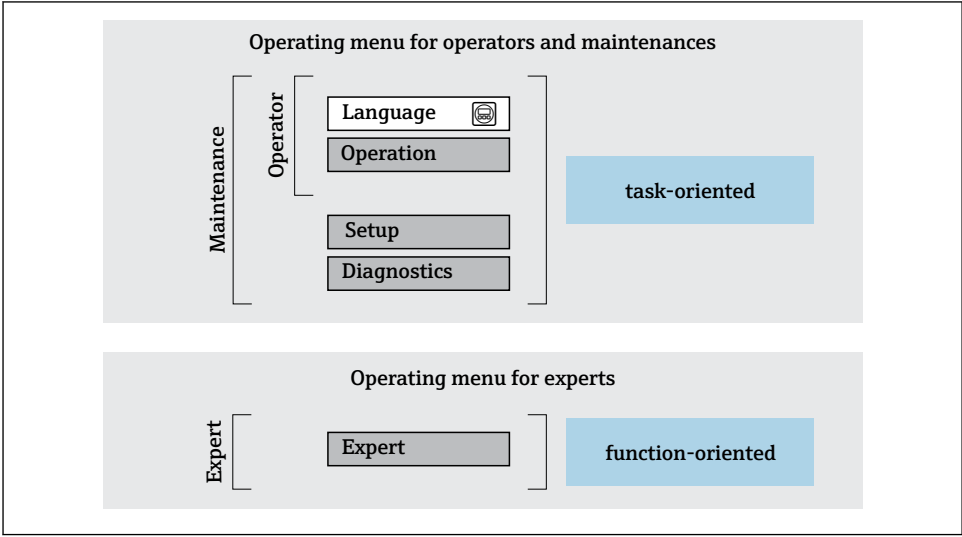 Operating menu for operators and maintenances
Maintenance
Operator
Language
Operation
task-oriented
Setup
Diagnostics
Operating menu for experts
Expert
Expert
function-oriented